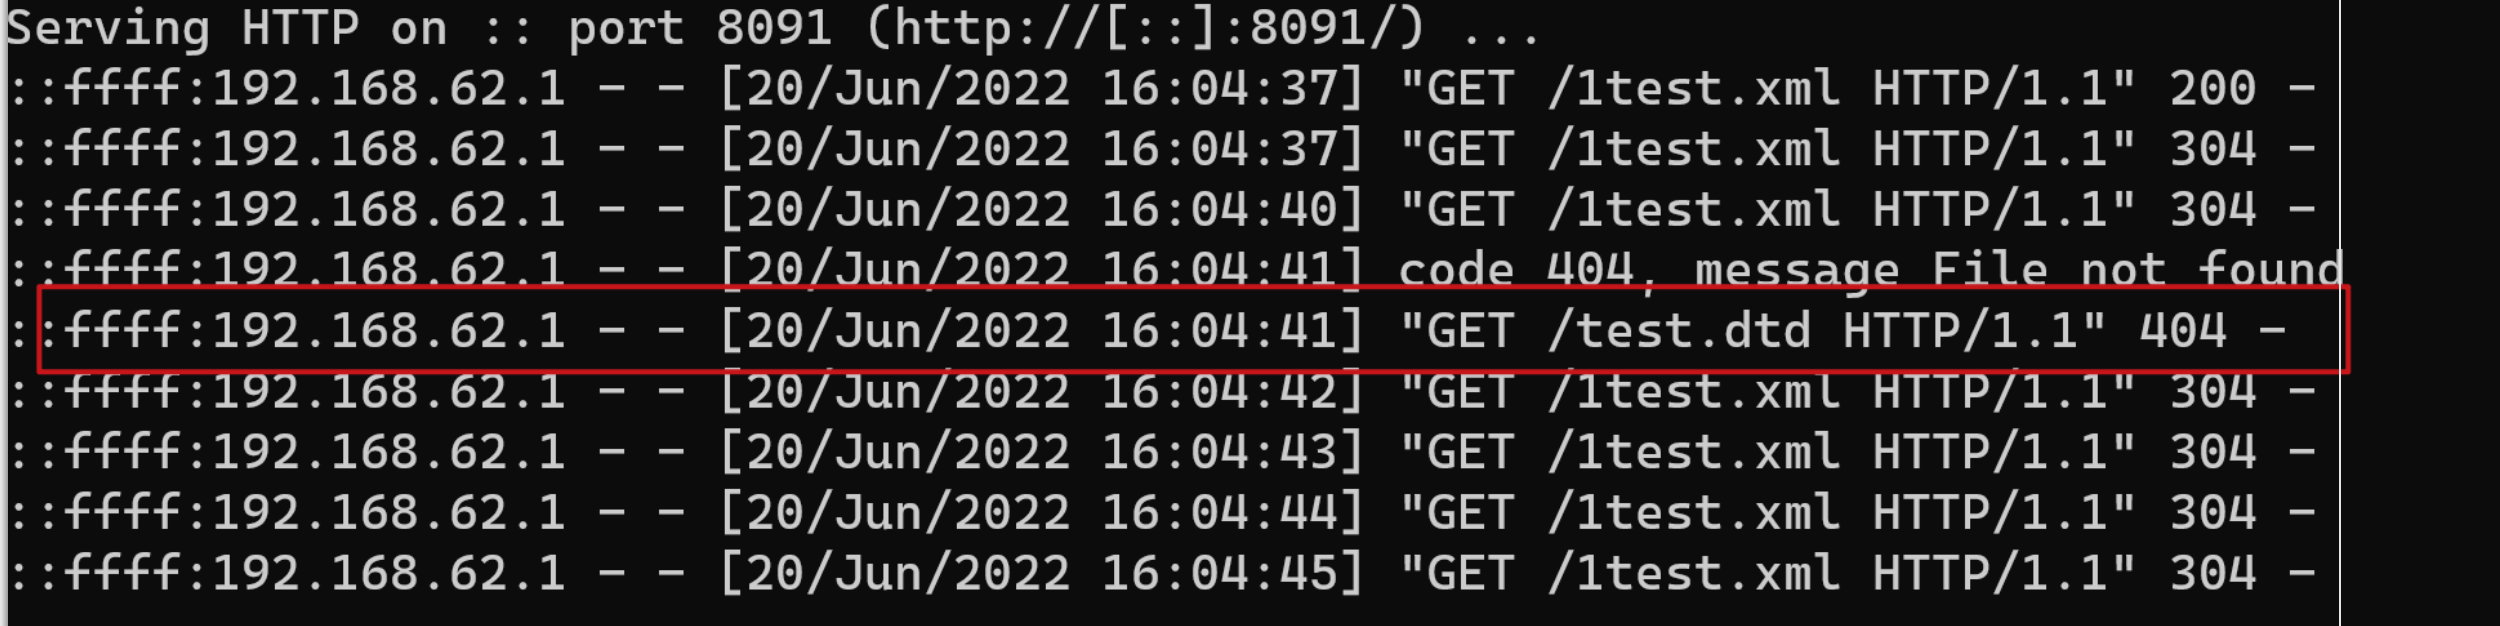 Serving HTTP on :: port 8091 (http://[::]:8091/) ...
::ffff:192.168.62.1 - - [20/Jun/2022 16:04:37] "GET /1test.xml HTTP/1.1" 200 -
::ffff:192.168.62.1 - - [20/Jun/2022 16:04:37] "GET /1test.xml HTTP/1.1" 304 -
::ffff:192.168.62.1 - - [20/Jun/2022 16:04:40] "GET /1test.xml HTTP/1.1" 304 -
::ffff:192.168.62.1 - - [20/Jun/2022 16:04:41] code 404, message File not found
::ffff:192.168.62.1 - - [20/Jun/2022 16:04:41] "GET /test.dtd HTTP/1.1" 404 -
::ffff:192.168.62.1 - - [20/Jun/2022 16:04:42] "GET /1test.xml HTTP/1.1" 304 -
::ffff:192.168.62.1 - - [20/Jun/2022 16:04:43] "GET /1test.xml HTTP/1.1" 304 -
::ffff:192.168.62.1 - - [20/Jun/2022 16:04:44] "GET /1test.xml HTTP/1.1" 304 -
::ffff:192.168.62.1 - - [20/Jun/2022 16:04:45] "GET /1test.xml HTTP/1.1" 304 -